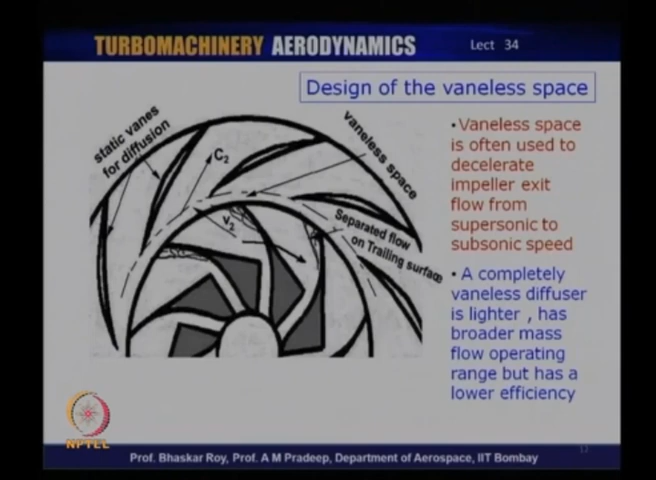 TURBOMACHINERY AERODYNAMICS
Lect 34
Design of the vaneless space
static vanes
for diffusion
C2
vaneless space
V2
Separated flow
on Trailing surface
•Vaneless space
is often used to
decelerate
impeller exit
flow from
supersonic to
subsonic speed
• A completely
vaneless diffuser
is lighter , has
broader mass
flow operating
range but has a
lower efficiency
NPTEL
Prof. Bhaskar Roy, Prof. A M Pradeep, Department of Aerospace, IIT Bombay